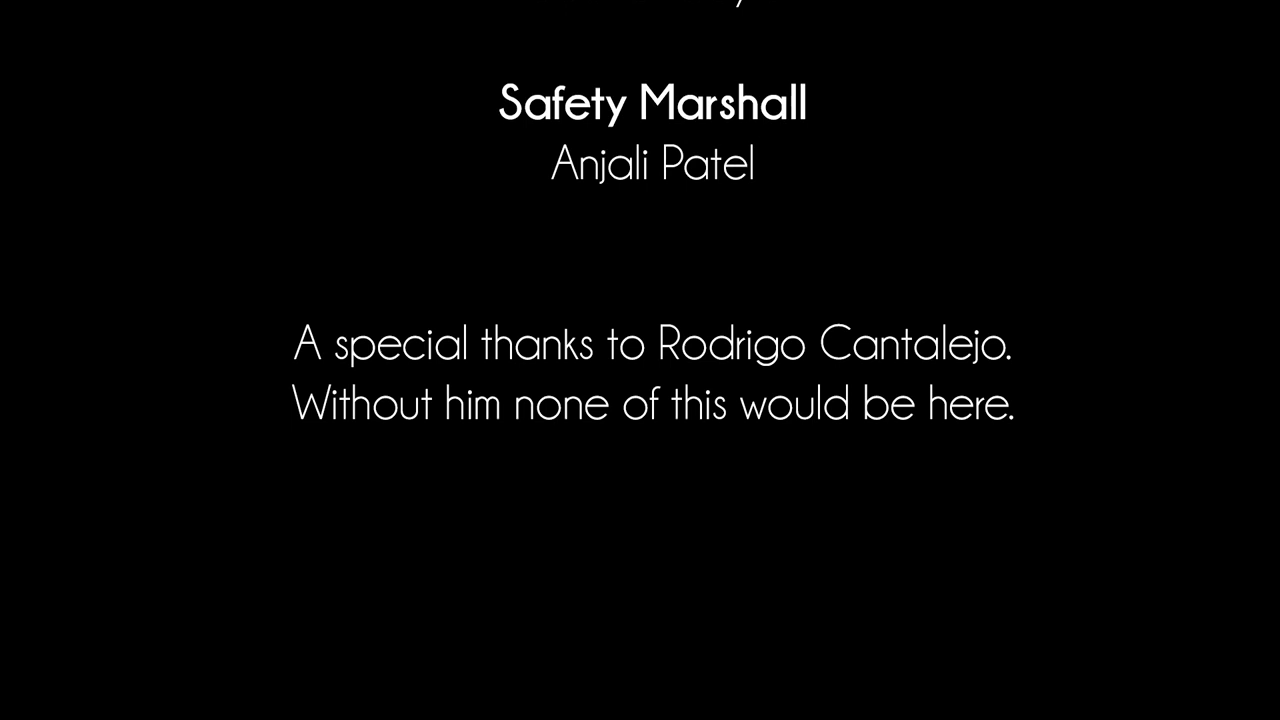 Safety Marshall
Anjali Patel
A special thanks to Rodrigo Cantalejo.
Without him none of this would be here.